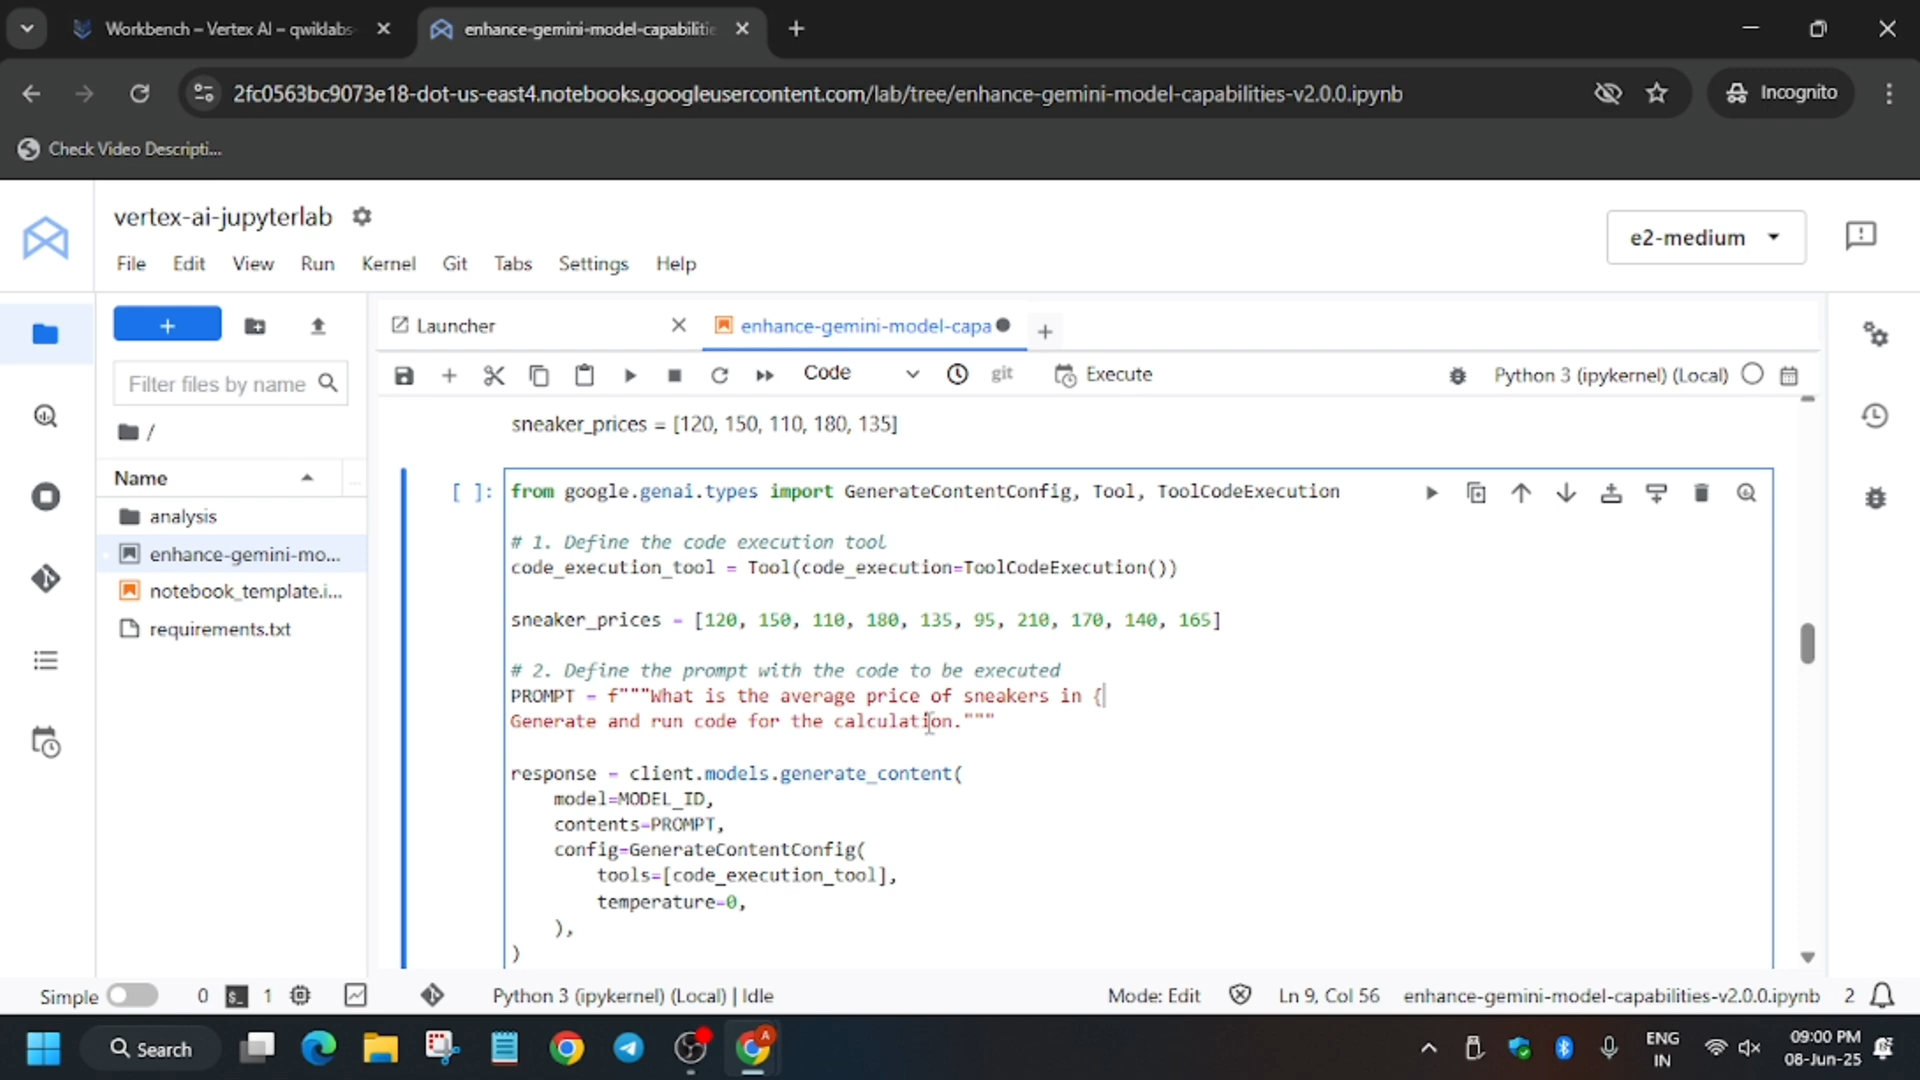 Workbench – Vertex AI – qwiklabs-
enhance-gemini-model-capabilitie
2fc0563bc9073e18-dot-us-east4.notebooks.googleusercontent.com/lab/tree/enhance-gemini-model-capabilities-v2.0.0.ipynb
Incognito
Check Video Descripti...
vertex-ai-jupyterlab
e2-medium
File Edit View Run Kernel Git Tabs Settings Help
Launcher
enhance-gemini-model-capa
Filter files by name
Code
git
Execute
Python 3 (ipykernel) (Local)
/
Name
analysis
enhance-gemini-mo...
notebook_template.i...
requirements.txt
sneaker_prices = [120, 150, 110, 180, 135]
[ ]:
from google.genai.types import GenerateContentConfig, Tool, ToolCodeExecution
# 1. Define the code execution tool
code_execution_tool = Tool(code_execution=ToolCodeExecution())
sneaker_prices = [120, 150, 110, 180, 135, 95, 210, 170, 140, 165]
# 2. Define the prompt with the code to be executed
PROMPT = f"""What is the average price of sneakers in {
Generate and run code for the calculation."""
response = client.models.generate_content(
model=MODEL_ID,
contents=PROMPT,
config=GenerateContentConfig(
tools=[code_execution_tool],
temperature=0,
),
)
Simple 0 $_ 1 Python 3 (ipykernel) (Local) | Idle Mode: Edit Ln 9, Col 56 enhance-gemini-model-capabilities-v2.0.0.ipynb 2
Search
A
ENG
IN
09:00 PM
08-Jun-25